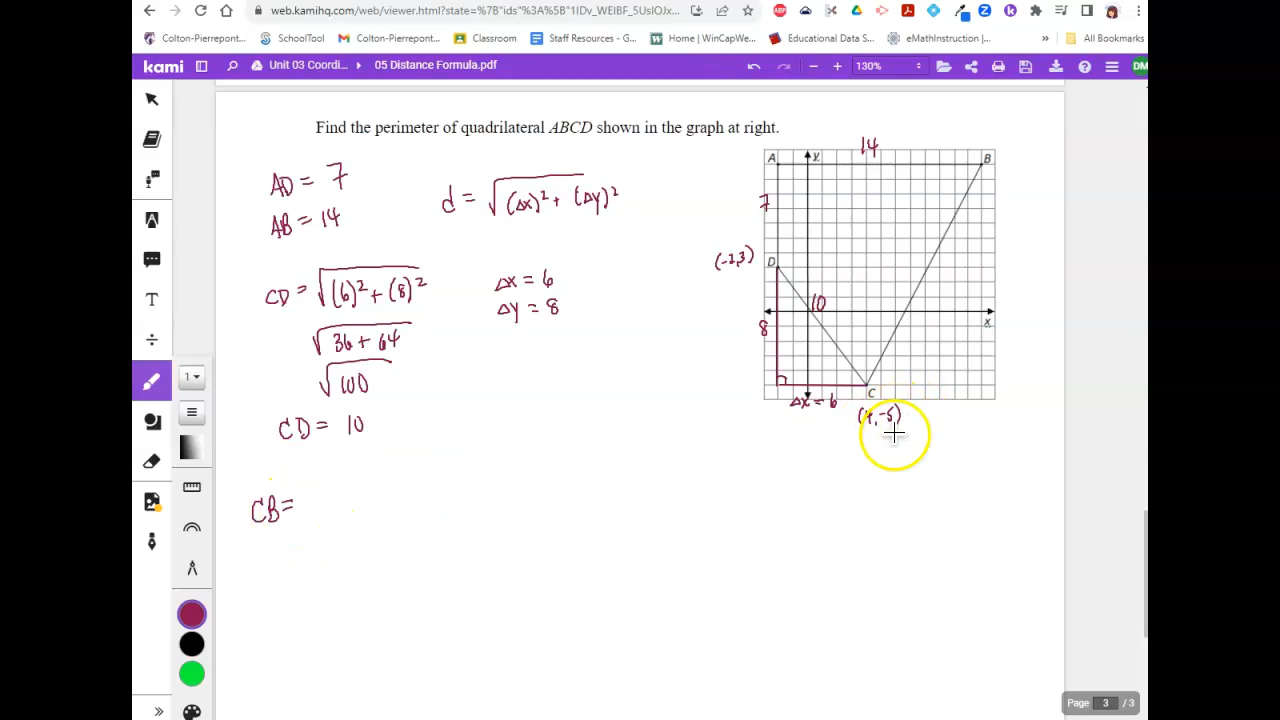 web.kamihq.com/web/viewer.html?state=%7B"ids"%3A%5B"1IDv_WEIBF_5UsIOJx...
Colton-Pierrepont...
SchoolTool
Colton-Pierrepont...
Classroom
Staff Resources - G...
Home | WinCapWe...
Educational Data S...
eMathInstruction |...
»
All Bookmarks
kami
Unit 03 Coordi...
05 Distance Formula.pdf
130%
DM
Find the perimeter of quadrilateral ABCD shown in the graph at right.
14
A y B
AD = 7
AB = 14
d = √(Δx)² + (Δy)²
7
(-2,3) D
CD = √(6)² + (8)²
Δx = 6
Δy = 8
10
8
x
√36 + 64
√100
C
Δx = 6
(4,-5)
CD = 10
CB =
T
1
Page 3 / 3